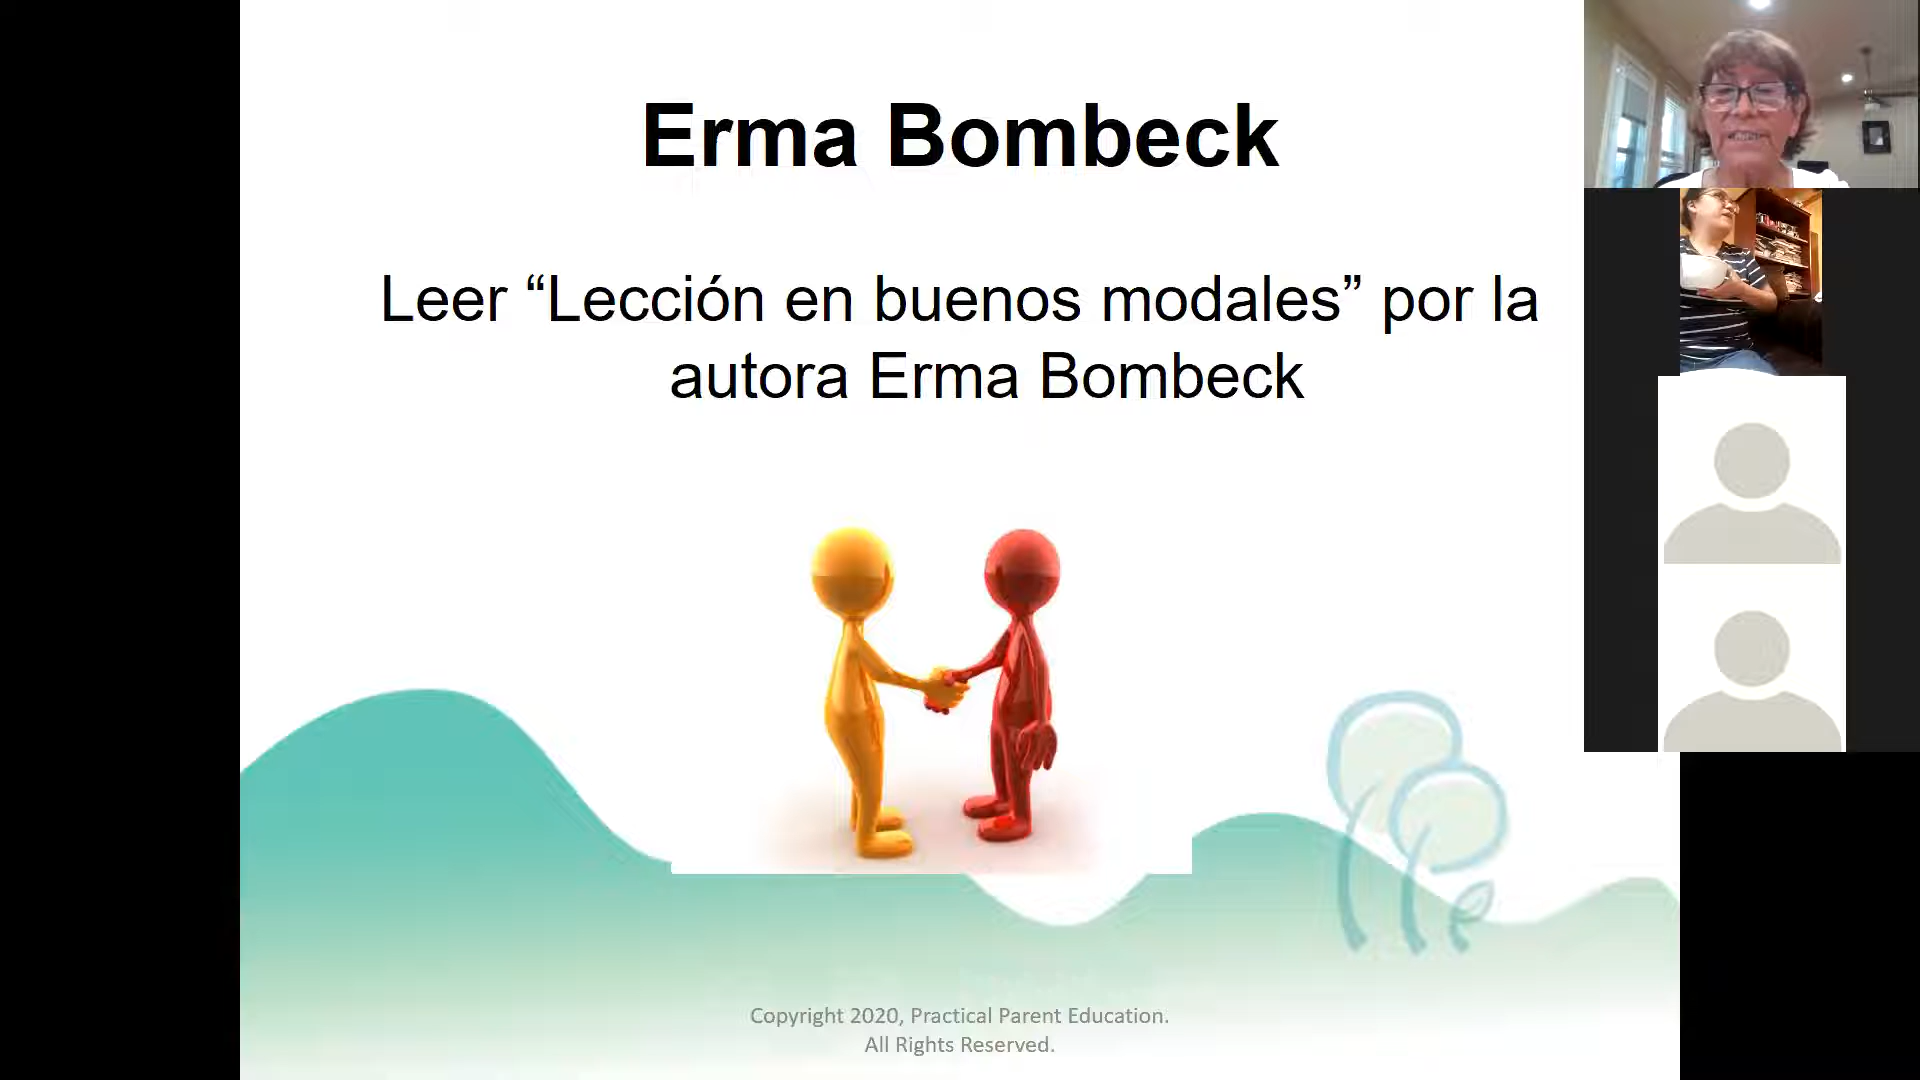 Erma Bombeck
Leer “Lección en buenos modales” por la
autora Erma Bombeck
Copyright 2020, Practical Parent Education.
All Rights Reserved.